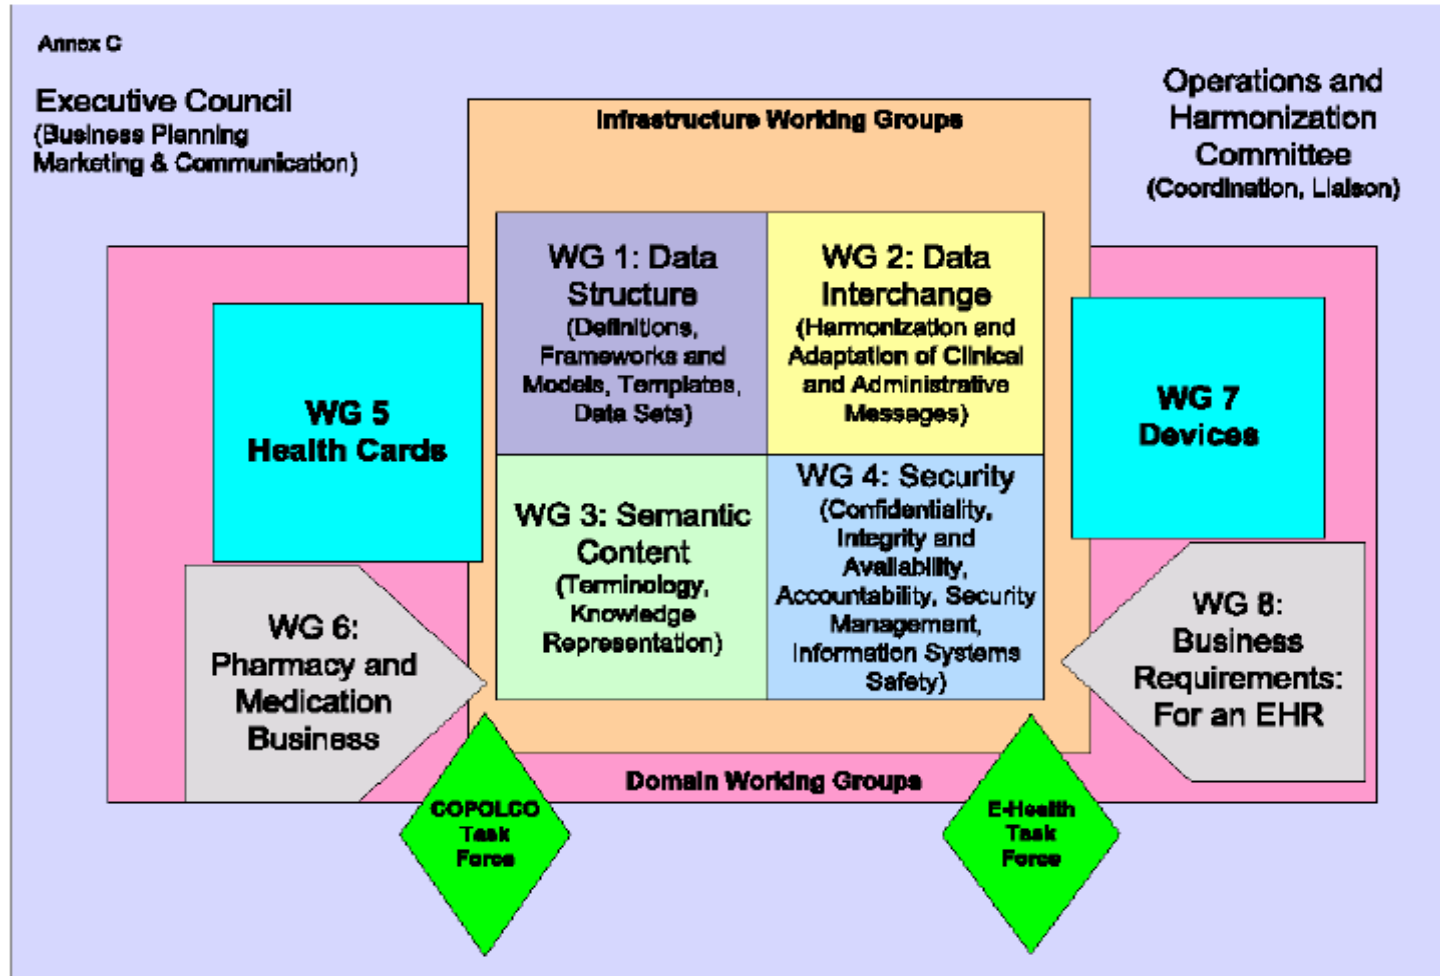 Annex C
Executive Council
(Business Planning
Marketing & Communication)
Operations and
Harmonization
Committee
(Coordination, Liaison)
Infrastructure Working Groups
WG 1: Data
Structure
(Definitions,
Frameworks and
Models, Templates,
Data Sets)
WG 2: Data
Interchange
(Harmonization and
Adaptation of Clinical
and Administrative
Messages)
WG 5
Health Cards
WG 7
Devices
WG 3: Semantic
Content
(Terminology,
Knowledge
Representation)
WG 4: Security
(Confidentiality,
Integrity and
Availability,
Accountability, Security
Management,
Information Systems
Safety)
WG 6:
Pharmacy and
Medication
Business
WG 8:
Business
Requirements:
For an EHR
Domain Working Groups
COPOLCO
Task
Force
E-Health
Task
Force